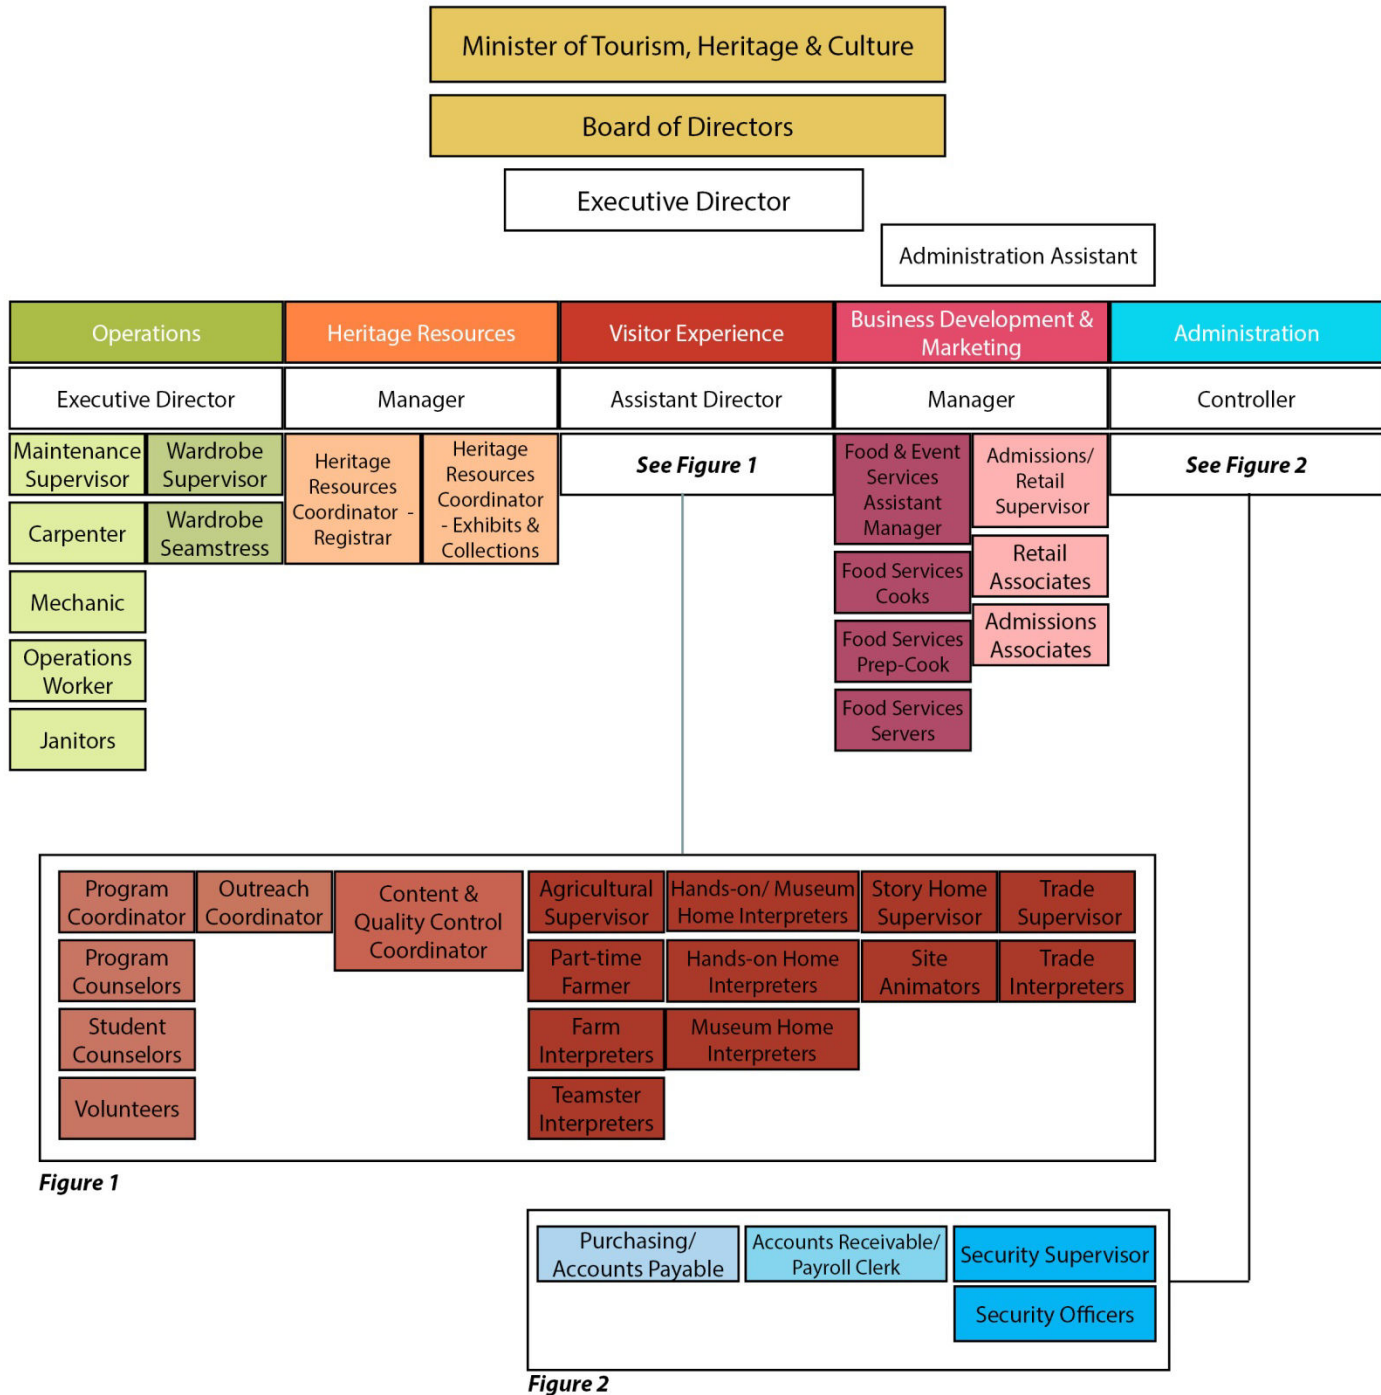 Minister of Tourism, Heritage & Culture
Board of Directors
Executive Director
Administration Assistant
Operations
Heritage Resources
Visitor Experience
Business Development &
Marketing
Administration
Executive Director
Manager
Assistant Director
Manager
Controller
Maintenance
Supervisor
Carpenter
Mechanic
Operations
Worker
Janitors
Wardrobe
Supervisor
Wardrobe
Seamstress
Heritage
Resources
Coordinator -
Registrar
Heritage
Resources
Coordinator
- Exhibits &
Collections
See Figure 1
Food & Event
Services
Assistant
Manager
Food Services
Cooks
Food Services
Prep-Cook
Food Services
Servers
Admissions/
Retail
Supervisor
Retail
Associates
Admissions
Associates
See Figure 2
Program
Coordinator
Program
Counselors
Student
Counselors
Volunteers
Outreach
Coordinator
Content &
Quality Control
Coordinator
Agricultural
Supervisor
Part-time
Farmer
Farm
Interpreters
Teamster
Interpreters
Hands-on/ Museum
Home Interpreters
Hands-on Home
Interpreters
Museum Home
Interpreters
Story Home
Supervisor
Site
Animators
Trade
Supervisor
Trade
Interpreters
Figure 1
Purchasing/
Accounts Payable
Accounts Receivable/
Payroll Clerk
Security Supervisor
Security Officers
Figure 2